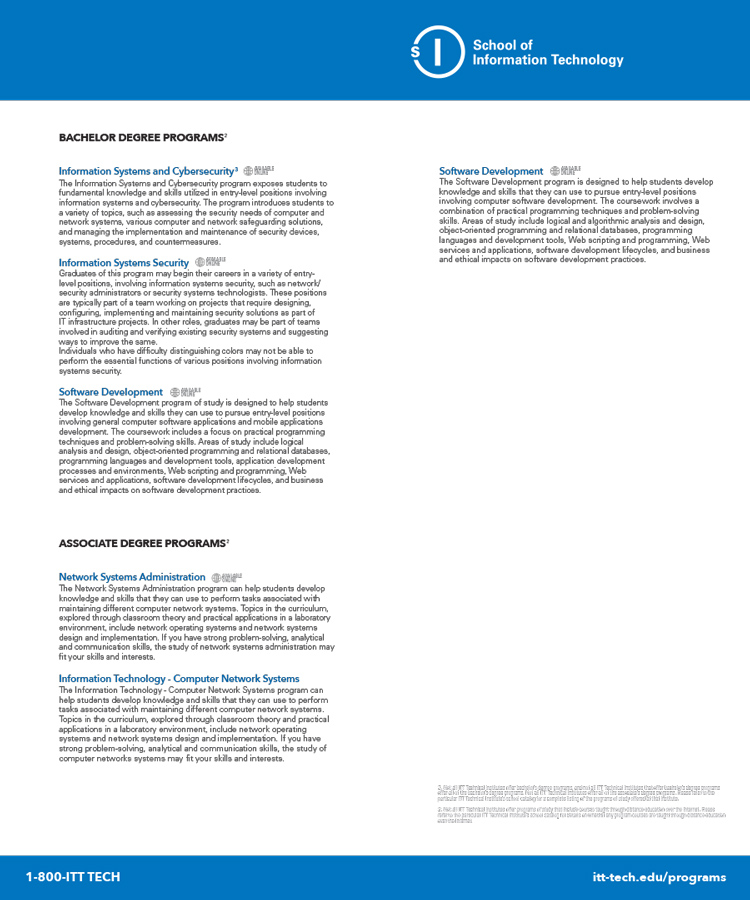 SI School of
Information Technology
BACHELOR DEGREE PROGRAMS²
Information Systems and Cybersecurity³ AVAILABLE ONLINE
The Information Systems and Cybersecurity program exposes students to
fundamental knowledge and skills utilized in entry-level positions involving
information systems and cybersecurity. The program introduces students to
a variety of topics, such as assessing the security needs of computer and
network systems, various computer and network safeguarding solutions,
and managing the implementation and maintenance of security devices,
systems, procedures, and countermeasures.
Information Systems Security AVAILABLE ONLINE
Graduates of this program may begin their careers in a variety of entry-
level positions, involving information systems security, such as network/
security administrators or security systems technologists. These positions
are typically part of a team working on projects that require designing,
configuring, implementing and maintaining security solutions as part of
IT infrastructure projects. In other roles, graduates may be part of teams
involved in auditing and verifying existing security systems and suggesting
ways to improve the same.
Individuals who have difficulty distinguishing colors may not be able to
perform the essential functions of various positions involving information
systems security.
Software Development AVAILABLE ONLINE
The Software Development program of study is designed to help students
develop knowledge and skills they can use to pursue entry-level positions
involving general computer software applications and mobile applications
development. The coursework includes a focus on practical programming
techniques and problem-solving skills. Areas of study include logical
analysis and design, object-oriented programming and relational databases,
programming languages and development tools, application development
processes and environments, Web scripting and programming, Web
services and applications, software development lifecycles, and business
and ethical impacts on software development practices.
ASSOCIATE DEGREE PROGRAMS²
Network Systems Administration AVAILABLE ONLINE
The Network Systems Administration program can help students develop
knowledge and skills that they can use to perform tasks associated with
maintaining different computer network systems. Topics in the curriculum,
explored through classroom theory and practical applications in a laboratory
environment, include network operating systems and network systems
design and implementation. If you have strong problem-solving, analytical
and communication skills, the study of network systems administration may
fit your skills and interests.
Information Technology - Computer Network Systems
The Information Technology - Computer Network Systems program can
help students develop knowledge and skills that they can use to perform
tasks associated with maintaining different computer network systems.
Topics in the curriculum, explored through classroom theory and practical
applications in a laboratory environment, include network operating
systems and network systems design and implementation. If you have
strong problem-solving, analytical and communication skills, the study of
computer networks systems may fit your skills and interests.
Software Development AVAILABLE ONLINE
The Software Development program is designed to help students develop
knowledge and skills that they can use to pursue entry-level positions
involving computer software development. The coursework involves a
combination of practical programming techniques and problem-solving
skills. Areas of study include logical and algorithmic analysis and design,
object-oriented programming and relational databases, programming
languages and development tools, Web scripting and programming, Web
services and applications, software development lifecycles, and business
and ethical impacts on software development practices.
1-800-ITT TECH
itt-tech.edu/programs